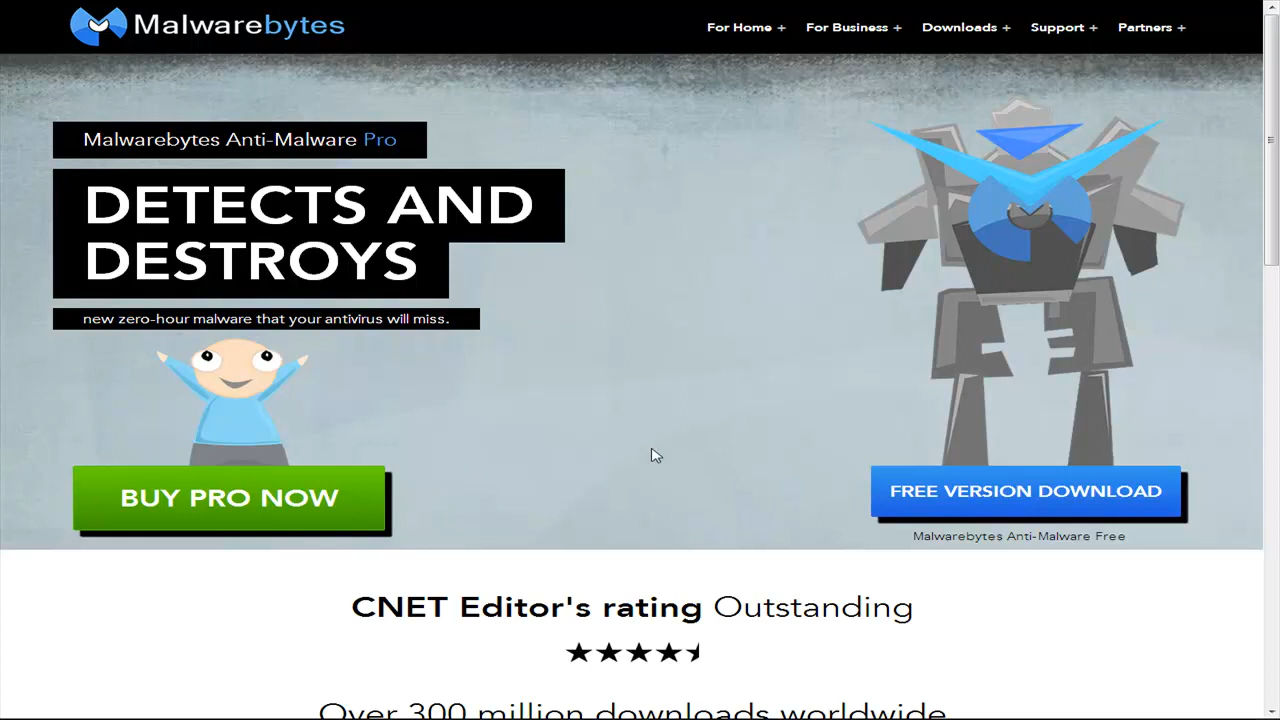 Malwarebytes
For Home +
For Business +
Downloads +
Support +
Partners +
Malwarebytes Anti-Malware Pro
DETECTS AND
DESTROYS
new zero-hour malware that your antivirus will miss.
BUY PRO NOW
FREE VERSION DOWNLOAD
Malwarebytes Anti-Malware Free
CNET Editor's rating Outstanding
Over 300 million downloads worldwide